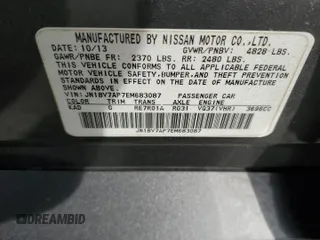 MANUFACTURED BY NISSAN MOTOR CO.,LTD.
DATE: 10/13 GVWR/PNBV: 4828 LBS.
GAWR/PNBE FR: 2370 LBS. RR: 2480 LBS.
THIS VEHICLE CONFORMS TO ALL APPLICABLE
FEDERAL MOTOR VEHICLE SAFETY,BUMPER,AND THEFT PREVENTION
STANDARDS IN EFFECT ON THE DATE OF MANUFACTURE
SHOWN ABOVE.
VIN: JN1BV7AP7EM683087 PASSENGER CAR
COLOR TRIM TRANS AXLE ENGINE
KAD G RE7R01A R031 VQ37(VHR) 3696CC
JN1BV7AP7EM683087
DREAMBID